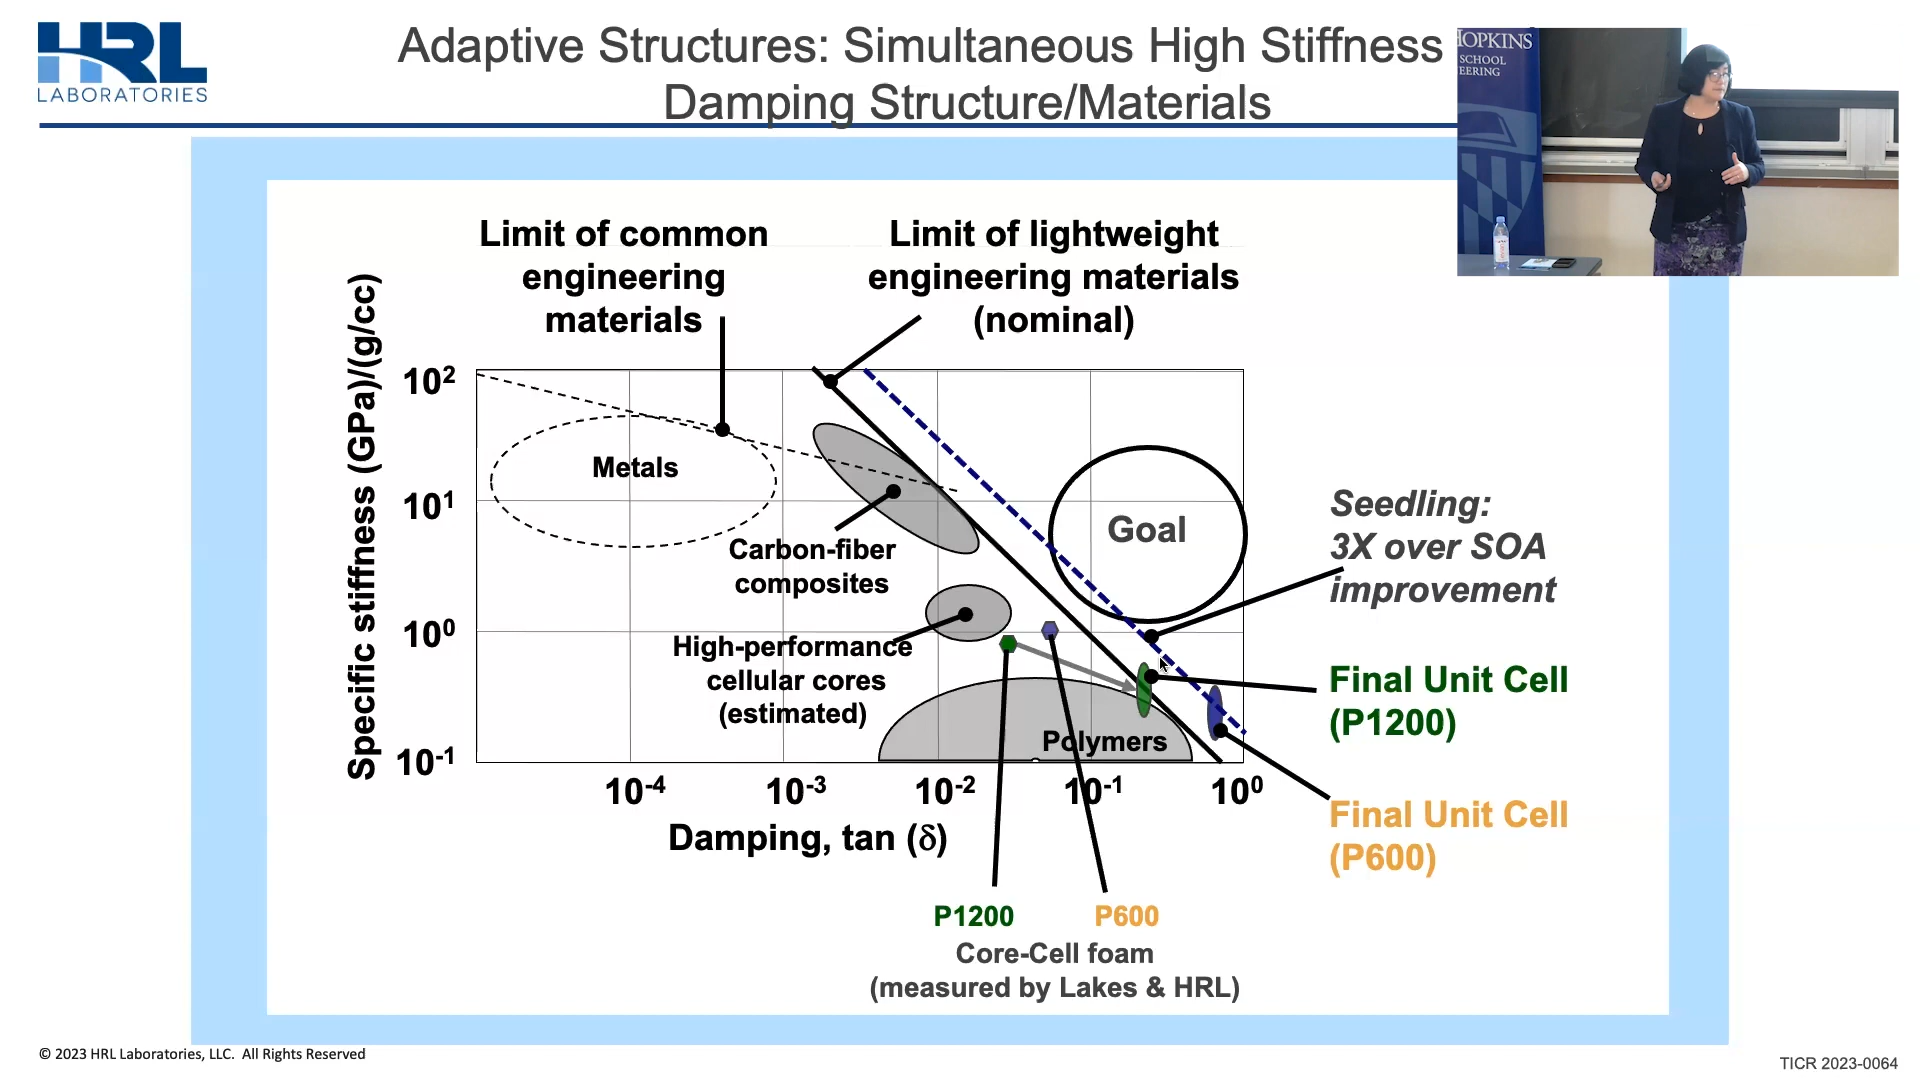 HRL
LABORATORIES
Adaptive Structures: Simultaneous High Stiffness
Damping Structure/Materials
HOPKINS
SCHOOL
EERING
Limit of common
engineering
materials
Limit of lightweight
engineering materials
(nominal)
Specific stiffness (GPa)/(g/cc)
10²
10¹
10⁰
10⁻¹
Metals
Carbon-fiber
composites
High-performance
cellular cores
(estimated)
Polymers
Goal
Seedling:
3X over SOA
improvement
Final Unit Cell
(P1200)
Final Unit Cell
(P600)
10⁻⁴ 10⁻³ 10⁻² 10⁻¹ 10⁰
Damping, tan (δ)
P1200 P600
Core-Cell foam
(measured by Lakes & HRL)
© 2023 HRL Laboratories, LLC. All Rights Reserved
TICR 2023-0064